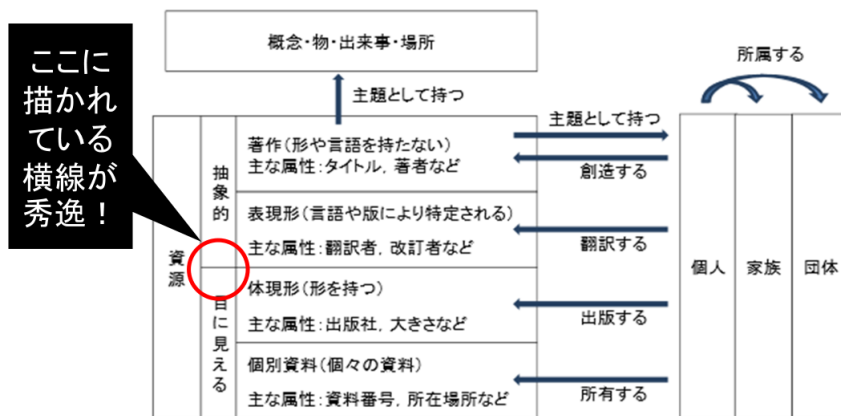 ここに
描かれ
ている
横線が
秀逸！
概念・物・出来事・場所
主題として持つ
所属する
資源
抽象的
著作（形や言語を持たない）
主な属性：タイトル，著者など
表現形（言語や版により特定される）
主な属性：翻訳者，改訂者など
目に見える
体現形（形を持つ）
主な属性：出版社，大きさなど
個別資料（個々の資料）
主な属性：資料番号，所在場所など
主題として持つ
創造する
翻訳する
出版する
所有する
個人
家族
団体